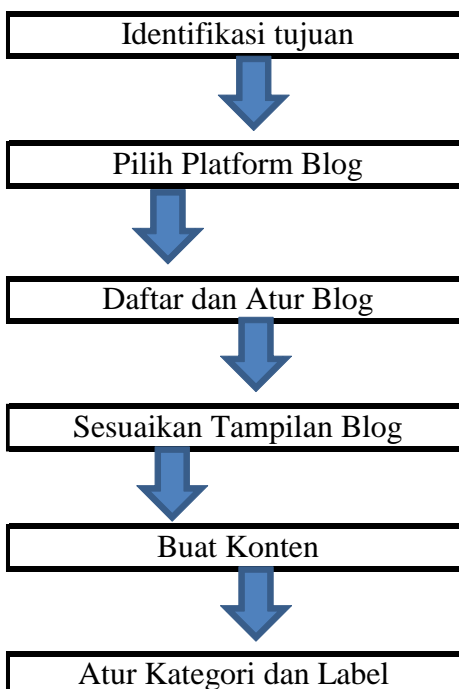 Identifikasi tujuan
Pilih Platform Blog
Daftar dan Atur Blog
Sesuaikan Tampilan Blog
Buat Konten
Atur Kategori dan Label